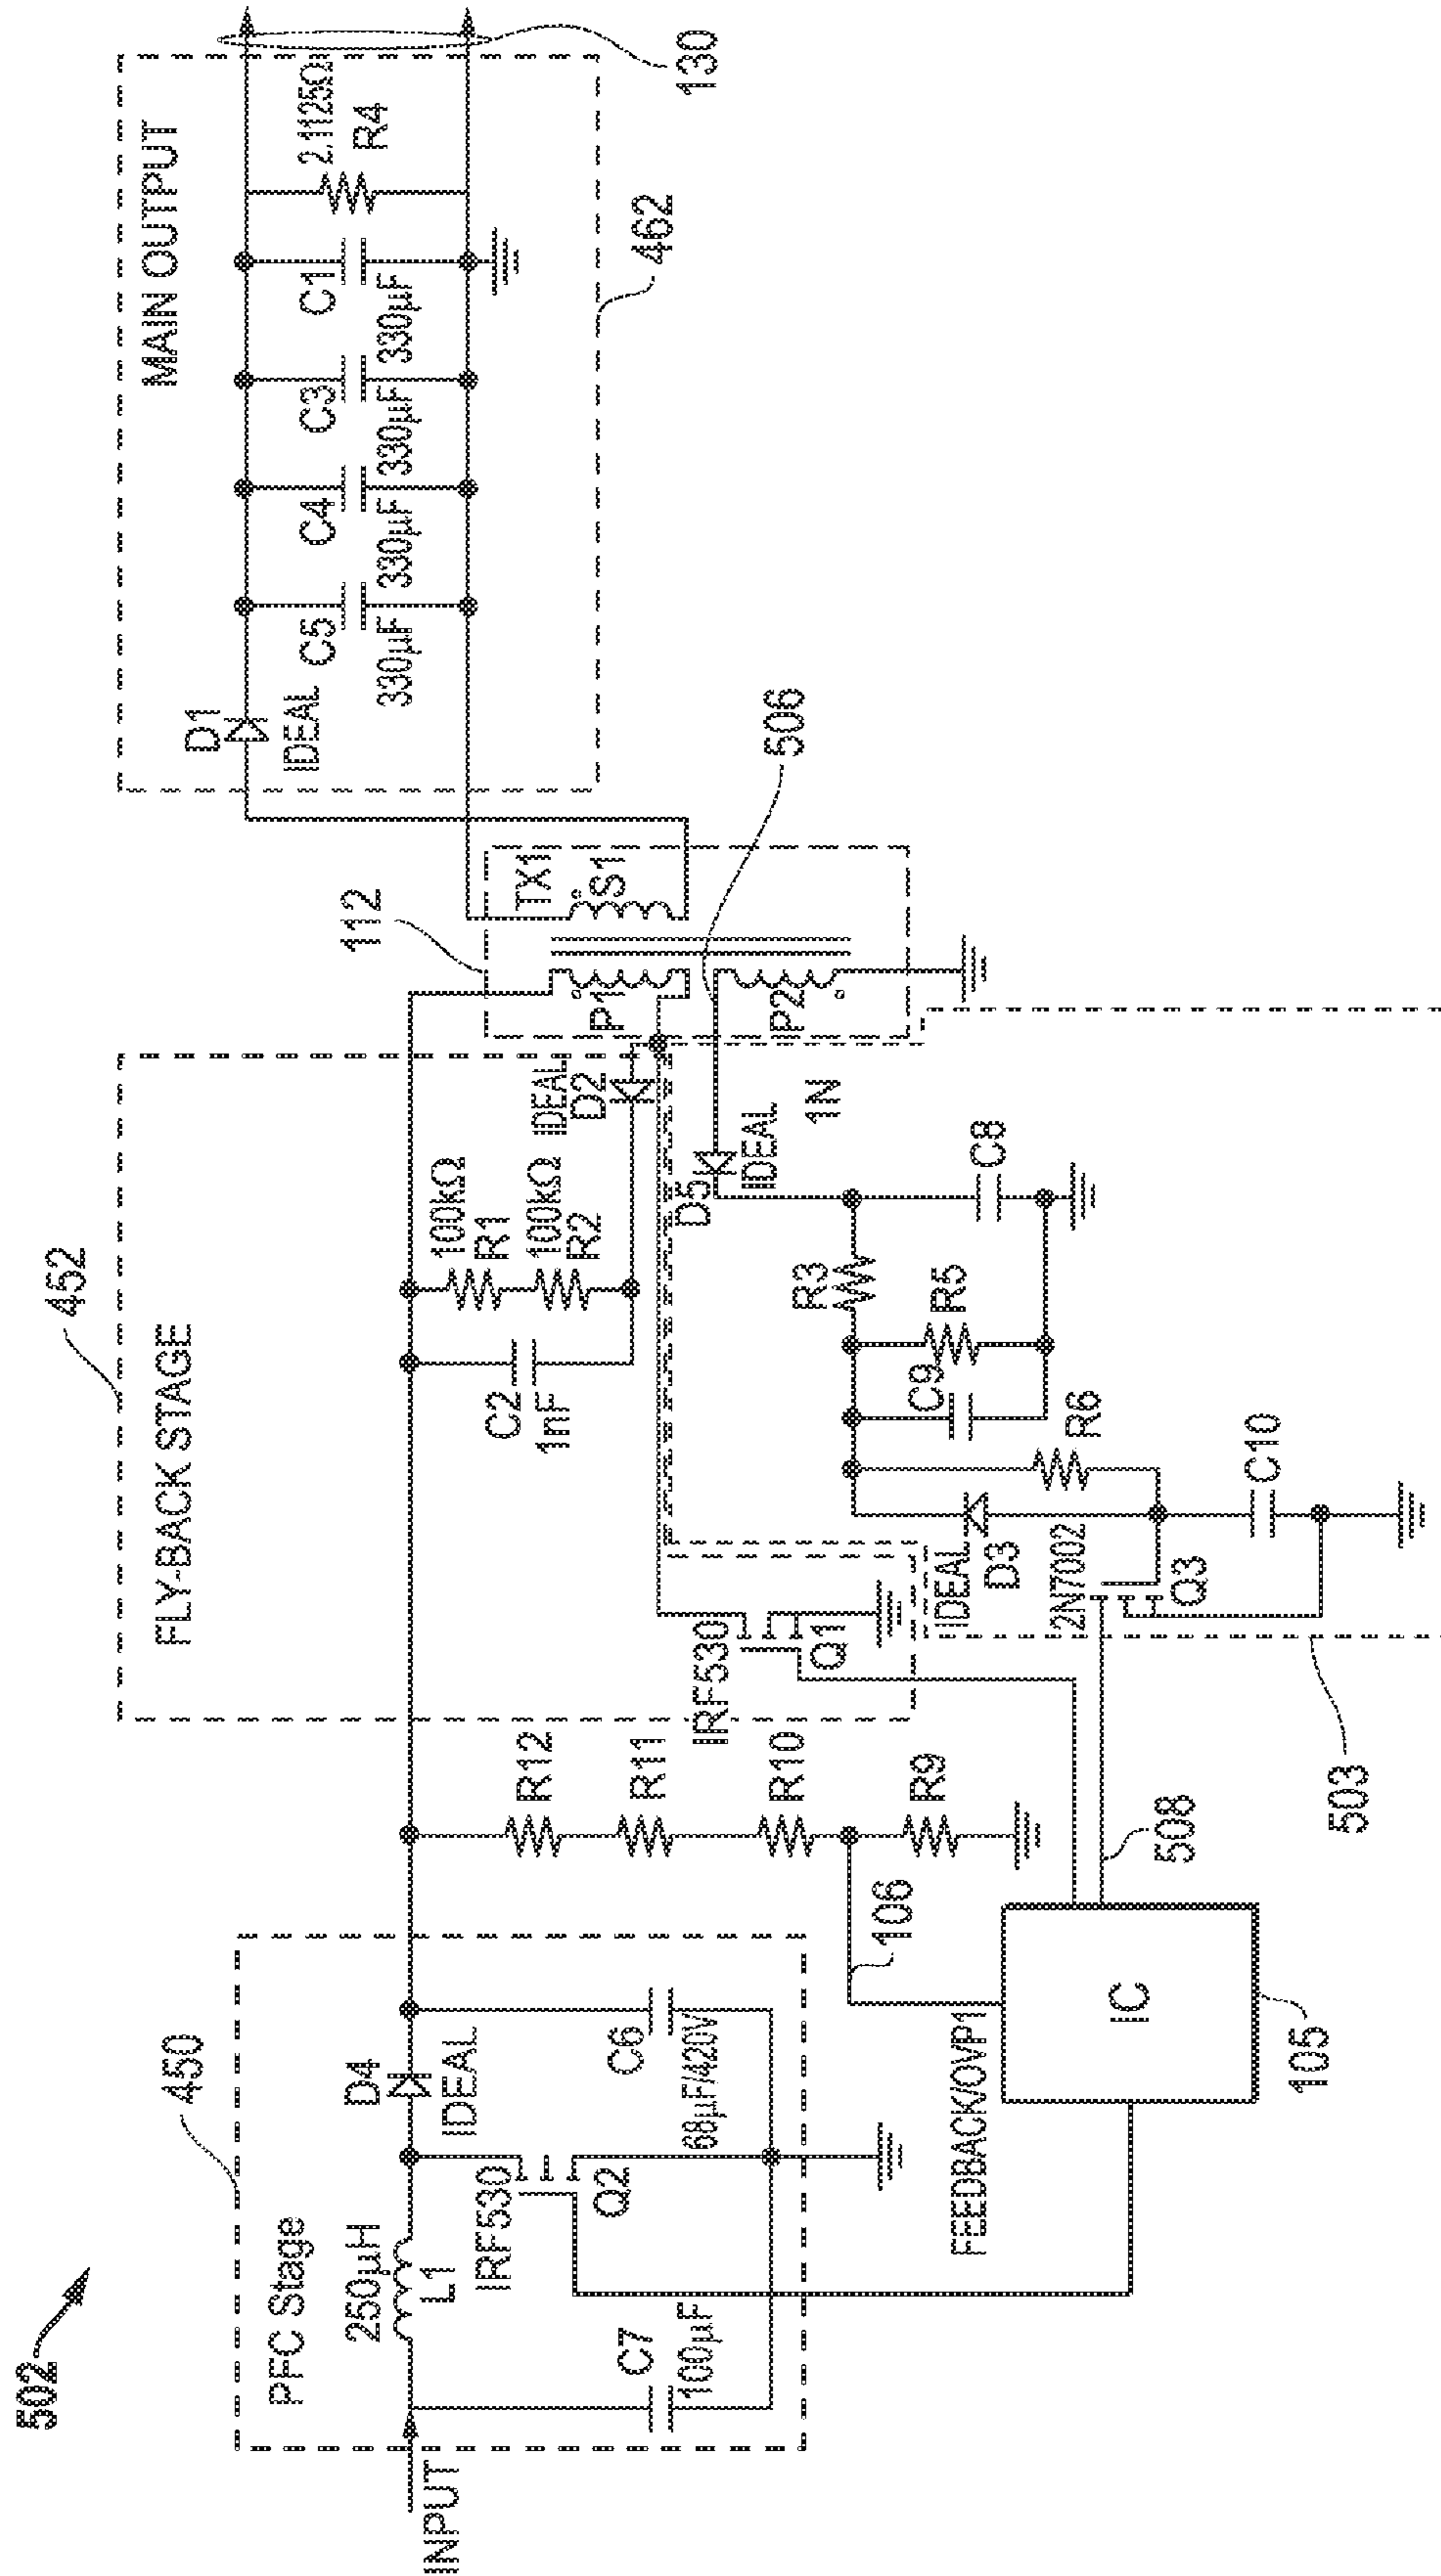 502
PFC Stage
450
INPUT
250µH
L1
D4
IDEAL
IRF530
Q2
C7
100µF
C6
68µF/420V
R12
R11
R10
R9
106
FEEDBACK/OVP1
IC
105
508
503
FLY-BACK STAGE
452
C2
1nF
100kΩ
R1
100kΩ
R2
IDEAL
D2
IRF530
Q1
112
TX1
P1
S1
P2
506
D5
IDEAL
1N
R3
C8
R5
C9
R6
C10
IDEAL
D3
2N7002
Q3
MAIN OUTPUT
D1
IDEAL
C5
330µF
C4
330µF
C3
330µF
C1
330µF
2.1125Ω
R4
462
130